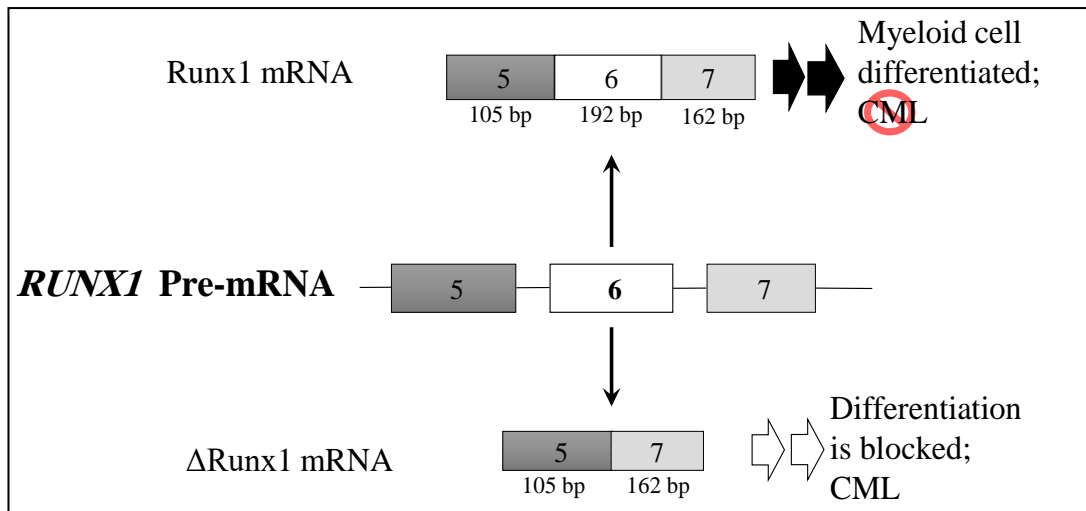 Runx1 mRNA
5 6 7
105 bp 192 bp 162 bp
Myeloid cell
differentiated;
CML
RUNX1 Pre-mRNA
5 6 7
ΔRunx1 mRNA
5 7
105 bp 162 bp
Differentiation
is blocked;
CML